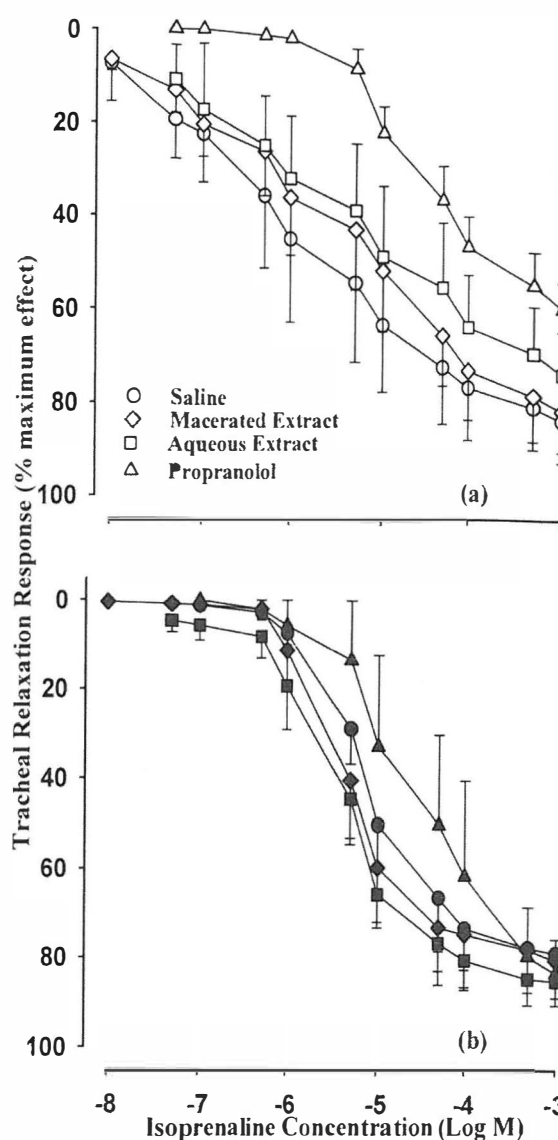 Tracheal Relaxation Response (% maximum effect)
0
20
40
60
80
100
Saline
Macerated Extract
Aqueous Extract
Propranolol
(a)
0
20
40
60
80
100
(b)
-8 -7 -6 -5 -4 -3
Isoprenaline Concentration (Log M)